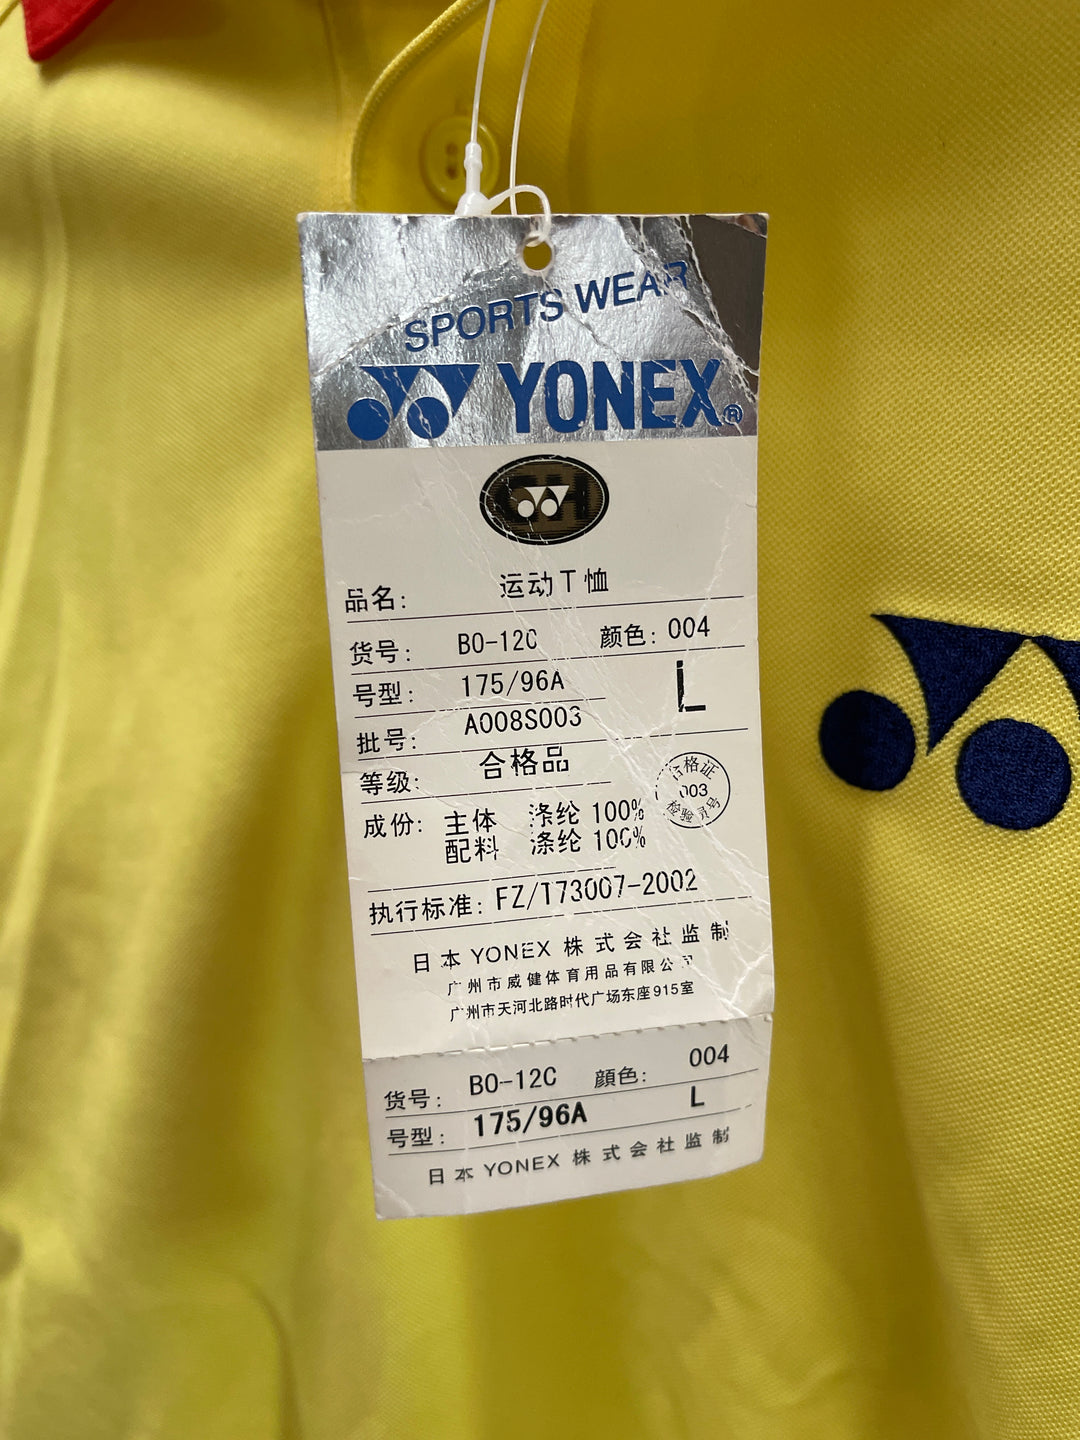 SPORTS WEAR
YONEX®
品名: 运动T恤
货号: BO-12C 颜色: 004
号型: 175/96A L
批号: A008S003
等级: 合格品
合格证
003
检验员号
成份: 主体 涤纶 100%
配料 涤纶 100%
执行标准: FZ/T73007-2002
日本 YONEX 株式会社监制
广州市威健体育用品有限公司
广州市天河北路时代广场东座915室
货号: BO-12C 顔色: 004
号型: 175/96A L
日本 YONEX 株式会社监制